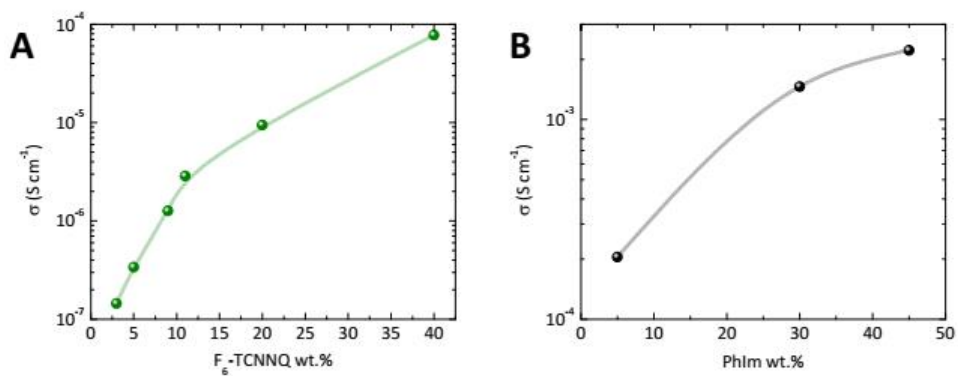 A
10⁻⁴
10⁻⁵
10⁻⁶
10⁻⁷
σ (S cm⁻¹)
0 5 10 15 20 25 30 35 40
F₆-TCNNQ wt.%
B
10⁻³
10⁻⁴
σ (S cm⁻¹)
0 10 20 30 40 50
PhIm wt.%